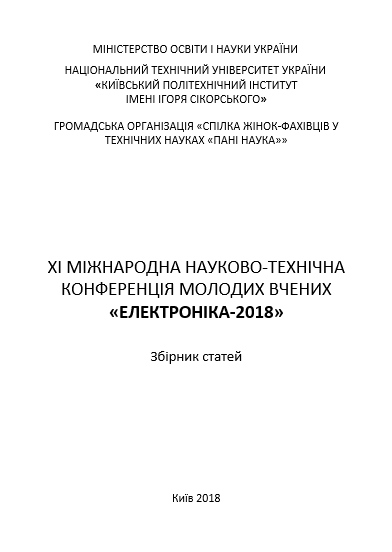 МІНІСТЕРСТВО ОСВІТИ І НАУКИ УКРАЇНИ
НАЦІОНАЛЬНИЙ ТЕХНІЧНИЙ УНІВЕРСИТЕТ УКРАЇНИ
«КИЇВСЬКИЙ ПОЛІТЕХНІЧНИЙ ІНСТИТУТ
ІМЕНІ ІГОРЯ СІКОРСЬКОГО»
ГРОМАДСЬКА ОРГАНІЗАЦІЯ «СПІЛКА ЖІНОК-ФАХІВЦІВ У
ТЕХНІЧНИХ НАУКАХ «ПАНІ НАУКА»»
XI МІЖНАРОДНА НАУКОВО-ТЕХНІЧНА
КОНФЕРЕНЦІЯ МОЛОДИХ ВЧЕНИХ
«ЕЛЕКТРОНІКА-2018»
Збірник статей
Київ 2018